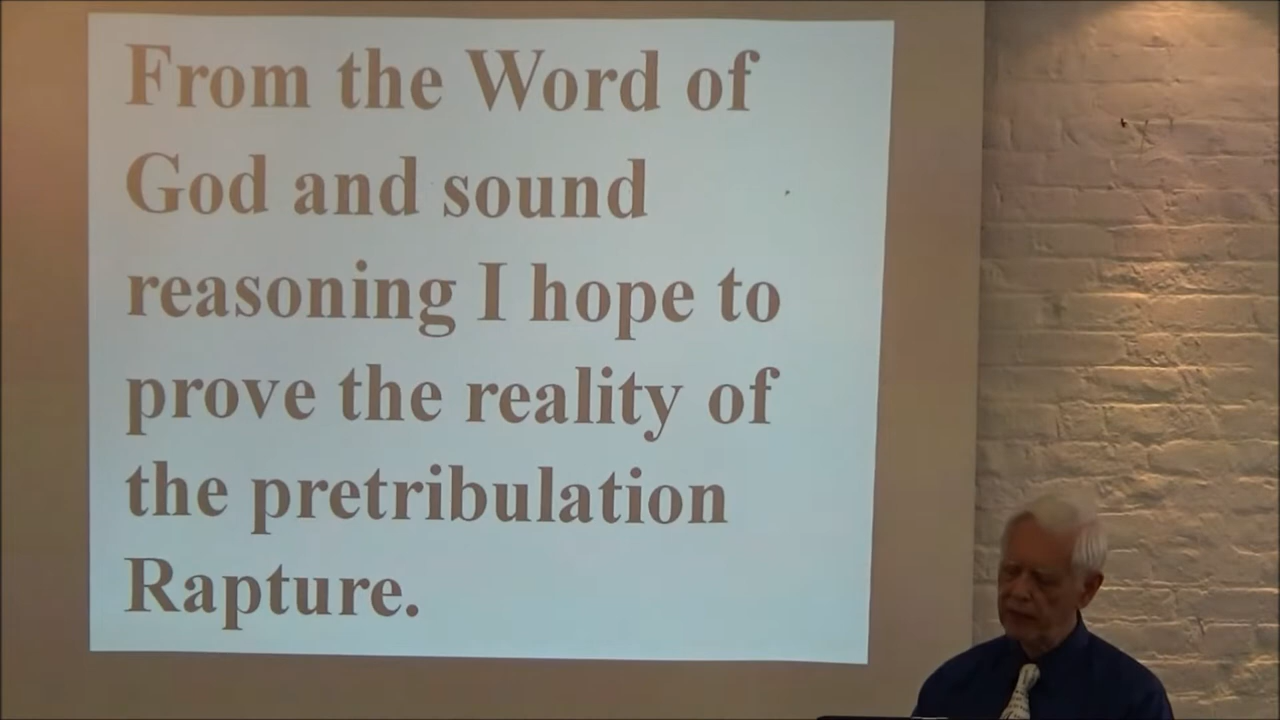 From the Word of
God and sound
reasoning I hope to
prove the reality of
the pretribulation
Rapture.